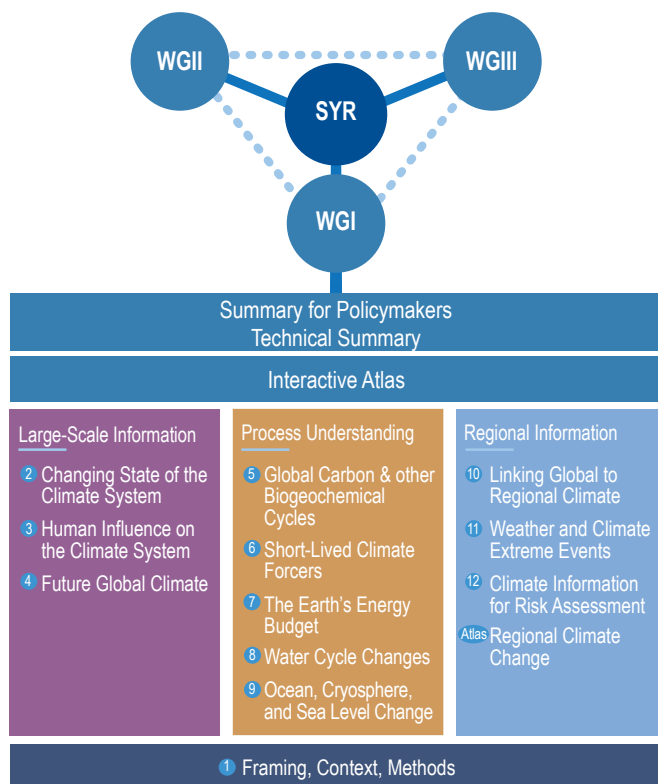 WGII
WGIII
SYR
WGI
Summary for Policymakers
Technical Summary
Interactive Atlas
Large-Scale Information
2 Changing State of the
Climate System
3 Human Influence on
the Climate System
4 Future Global Climate
Process Understanding
5 Global Carbon & other
Biogeochemical
Cycles
6 Short-Lived Climate
Forcers
7 The Earth's Energy
Budget
8 Water Cycle Changes
9 Ocean, Cryosphere,
and Sea Level Change
Regional Information
10 Linking Global to
Regional Climate
11 Weather and Climate
Extreme Events
12 Climate Information
for Risk Assessment
Atlas Regional Climate
Change
1 Framing, Context, Methods